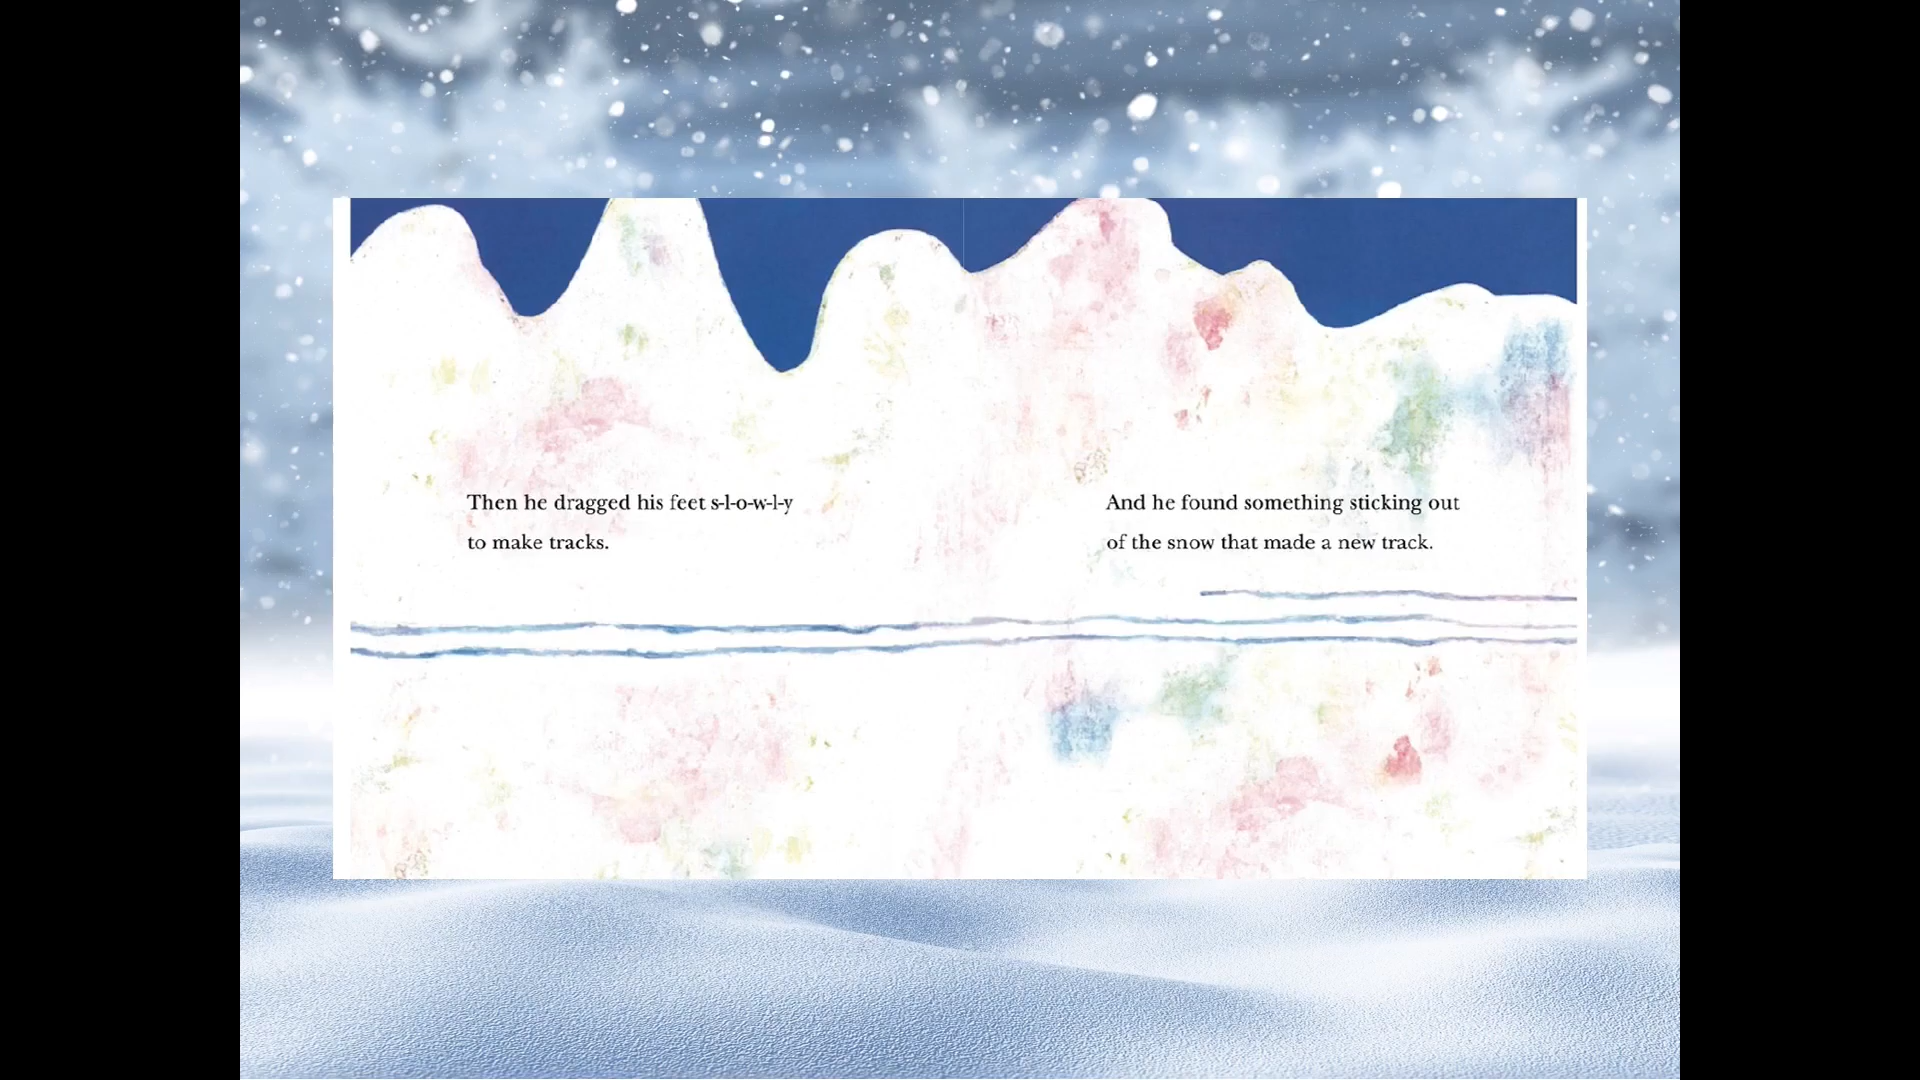 Then he dragged his feet s-l-o-w-l-y
to make tracks.
And he found something sticking out
of the snow that made a new track.